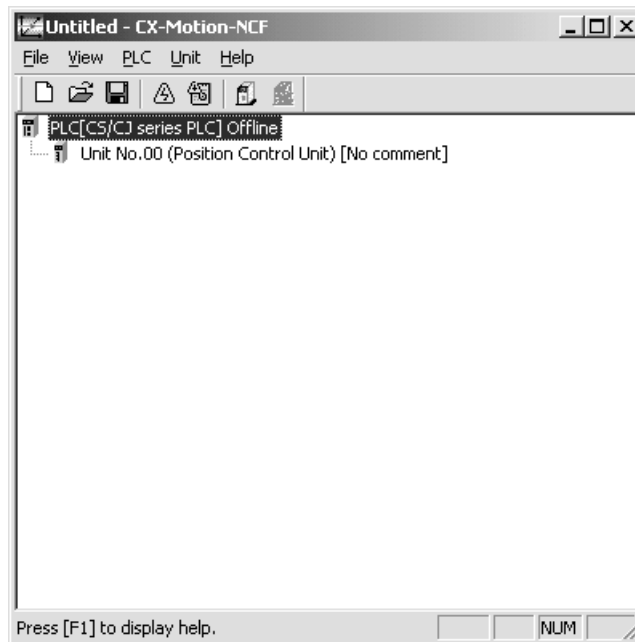 Untitled - CX-Motion-NCF
File View PLC Unit Help
PLC[CS/CJ series PLC] Offline
Unit No.00 (Position Control Unit) [No comment]
Press [F1] to display help.
NUM